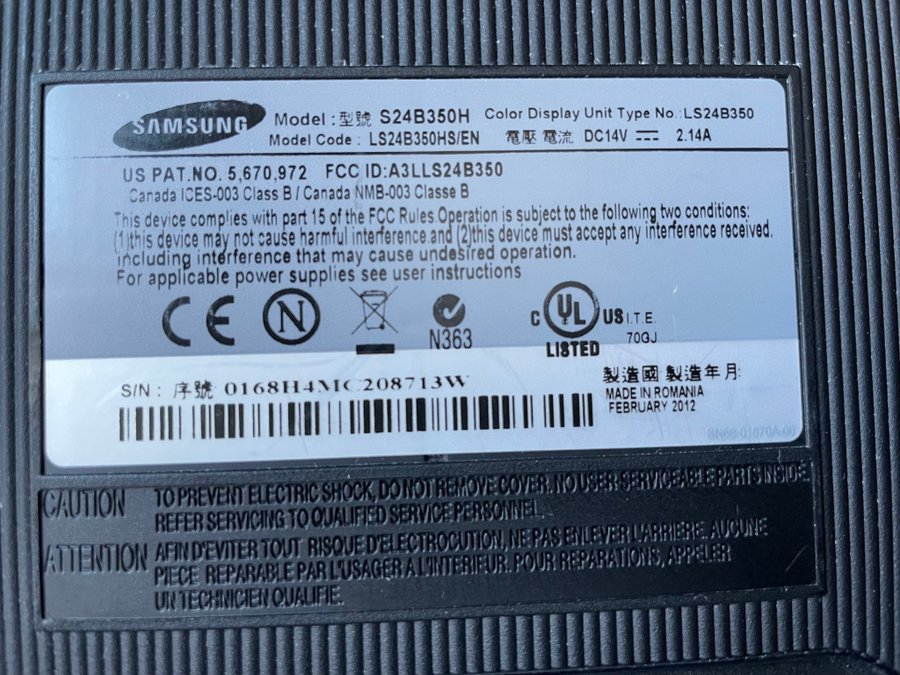 SAMSUNG
Model : 型號 S24B350H Color Display Unit Type No.:LS24B350
Model Code : LS24B350HS/EN 電壓 電流 DC14V 2.14A
US PAT.NO. 5,670,972 FCC ID:A3LLS24B350
Canada ICES-003 Class B / Canada NMB-003 Classe B
This device complies with part 15 of the FCC Rules Operation is subject to the following two conditions:
(1)this device may not cause harmful interference.and (2)this device must accept any interference received.
including interference that may cause undesired operation.
For applicable power supplies see user instructions
CE N N363 C UL US I.T.E.
LISTED 70GJ
S/N : 序號 0168H4MC208713W
製造國 製造年月
MADE IN ROMANIA
FEBRUARY 2012
BN68-01670A-00
CAUTION TO PREVENT ELECTRIC SHOCK, DO NOT REMOVE COVER. NO USER-SERVICEABLE PARTS INSIDE
REFER SERVICING TO QUALIFIED SERVICE PERSONNEL.
ATTENTION AFIN D'EVITER TOUT RISQUE D'ELECTROCUTION, NE PAS ENLEVER L'ARRIERE. AUCUNE
PIECE REPARABLE PAR L'USAGER A L'INTERIEUR. POUR REPARATIONS, APPELER
UN TECHNICIEN QUALIFIE.